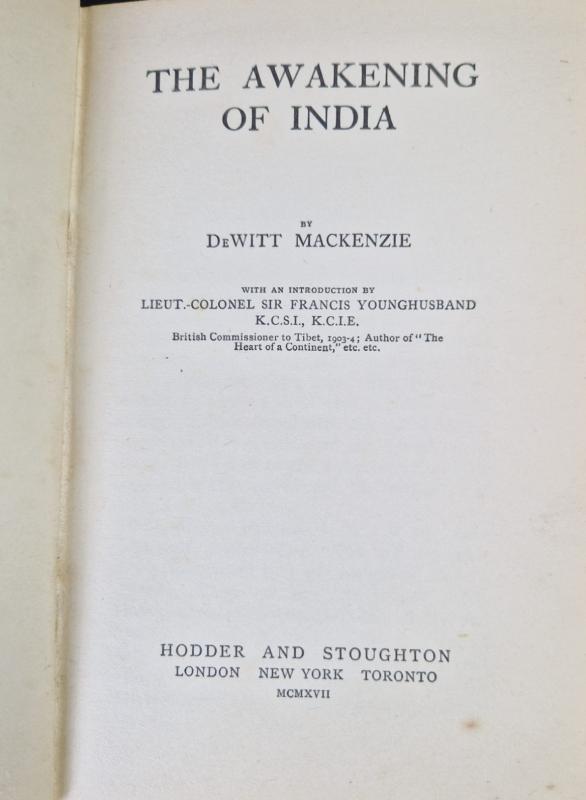 THE AWAKENING
OF INDIA
BY
DEWITT MACKENZIE
WITH AN INTRODUCTION BY
LIEUT.-COLONEL SIR FRANCIS YOUNGHUSBAND
K.C.S.I., K.C.I.E.
British Commissioner to Tibet, 1903-4; Author of "The
Heart of a Continent," etc. etc.
HODDER AND STOUGHTON
LONDON NEW YORK TORONTO
MCMXVII